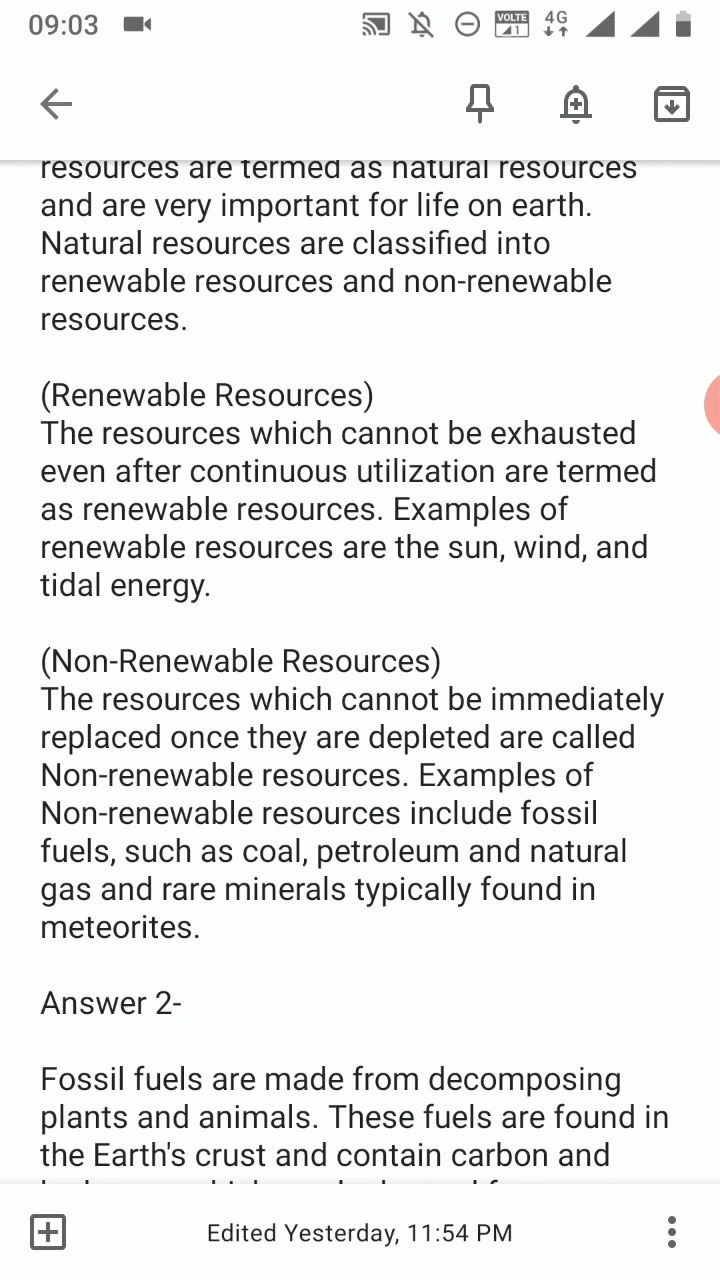 09:03
VOLTE
1
4G
resources are termed as natural resources
and are very important for life on earth.
Natural resources are classified into
renewable resources and non-renewable
resources.
(Renewable Resources)
The resources which cannot be exhausted
even after continuous utilization are termed
as renewable resources. Examples of
renewable resources are the sun, wind, and
tidal energy.
(Non-Renewable Resources)
The resources which cannot be immediately
replaced once they are depleted are called
Non-renewable resources. Examples of
Non-renewable resources include fossil
fuels, such as coal, petroleum and natural
gas and rare minerals typically found in
meteorites.
Answer 2-
Fossil fuels are made from decomposing
plants and animals. These fuels are found in
the Earth's crust and contain carbon and
Edited Yesterday, 11:54 PM